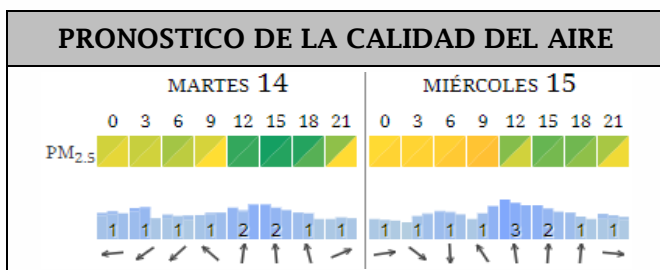 PRONOSTICO DE LA CALIDAD DEL AIRE
MARTES 14 MIÉRCOLES 15
0 3 6 9 12 15 18 21 0 3 6 9 12 15 18 21
PM2.5
1 1 1 1 2 2 1 1 1 1 1 1 3 2 1 1